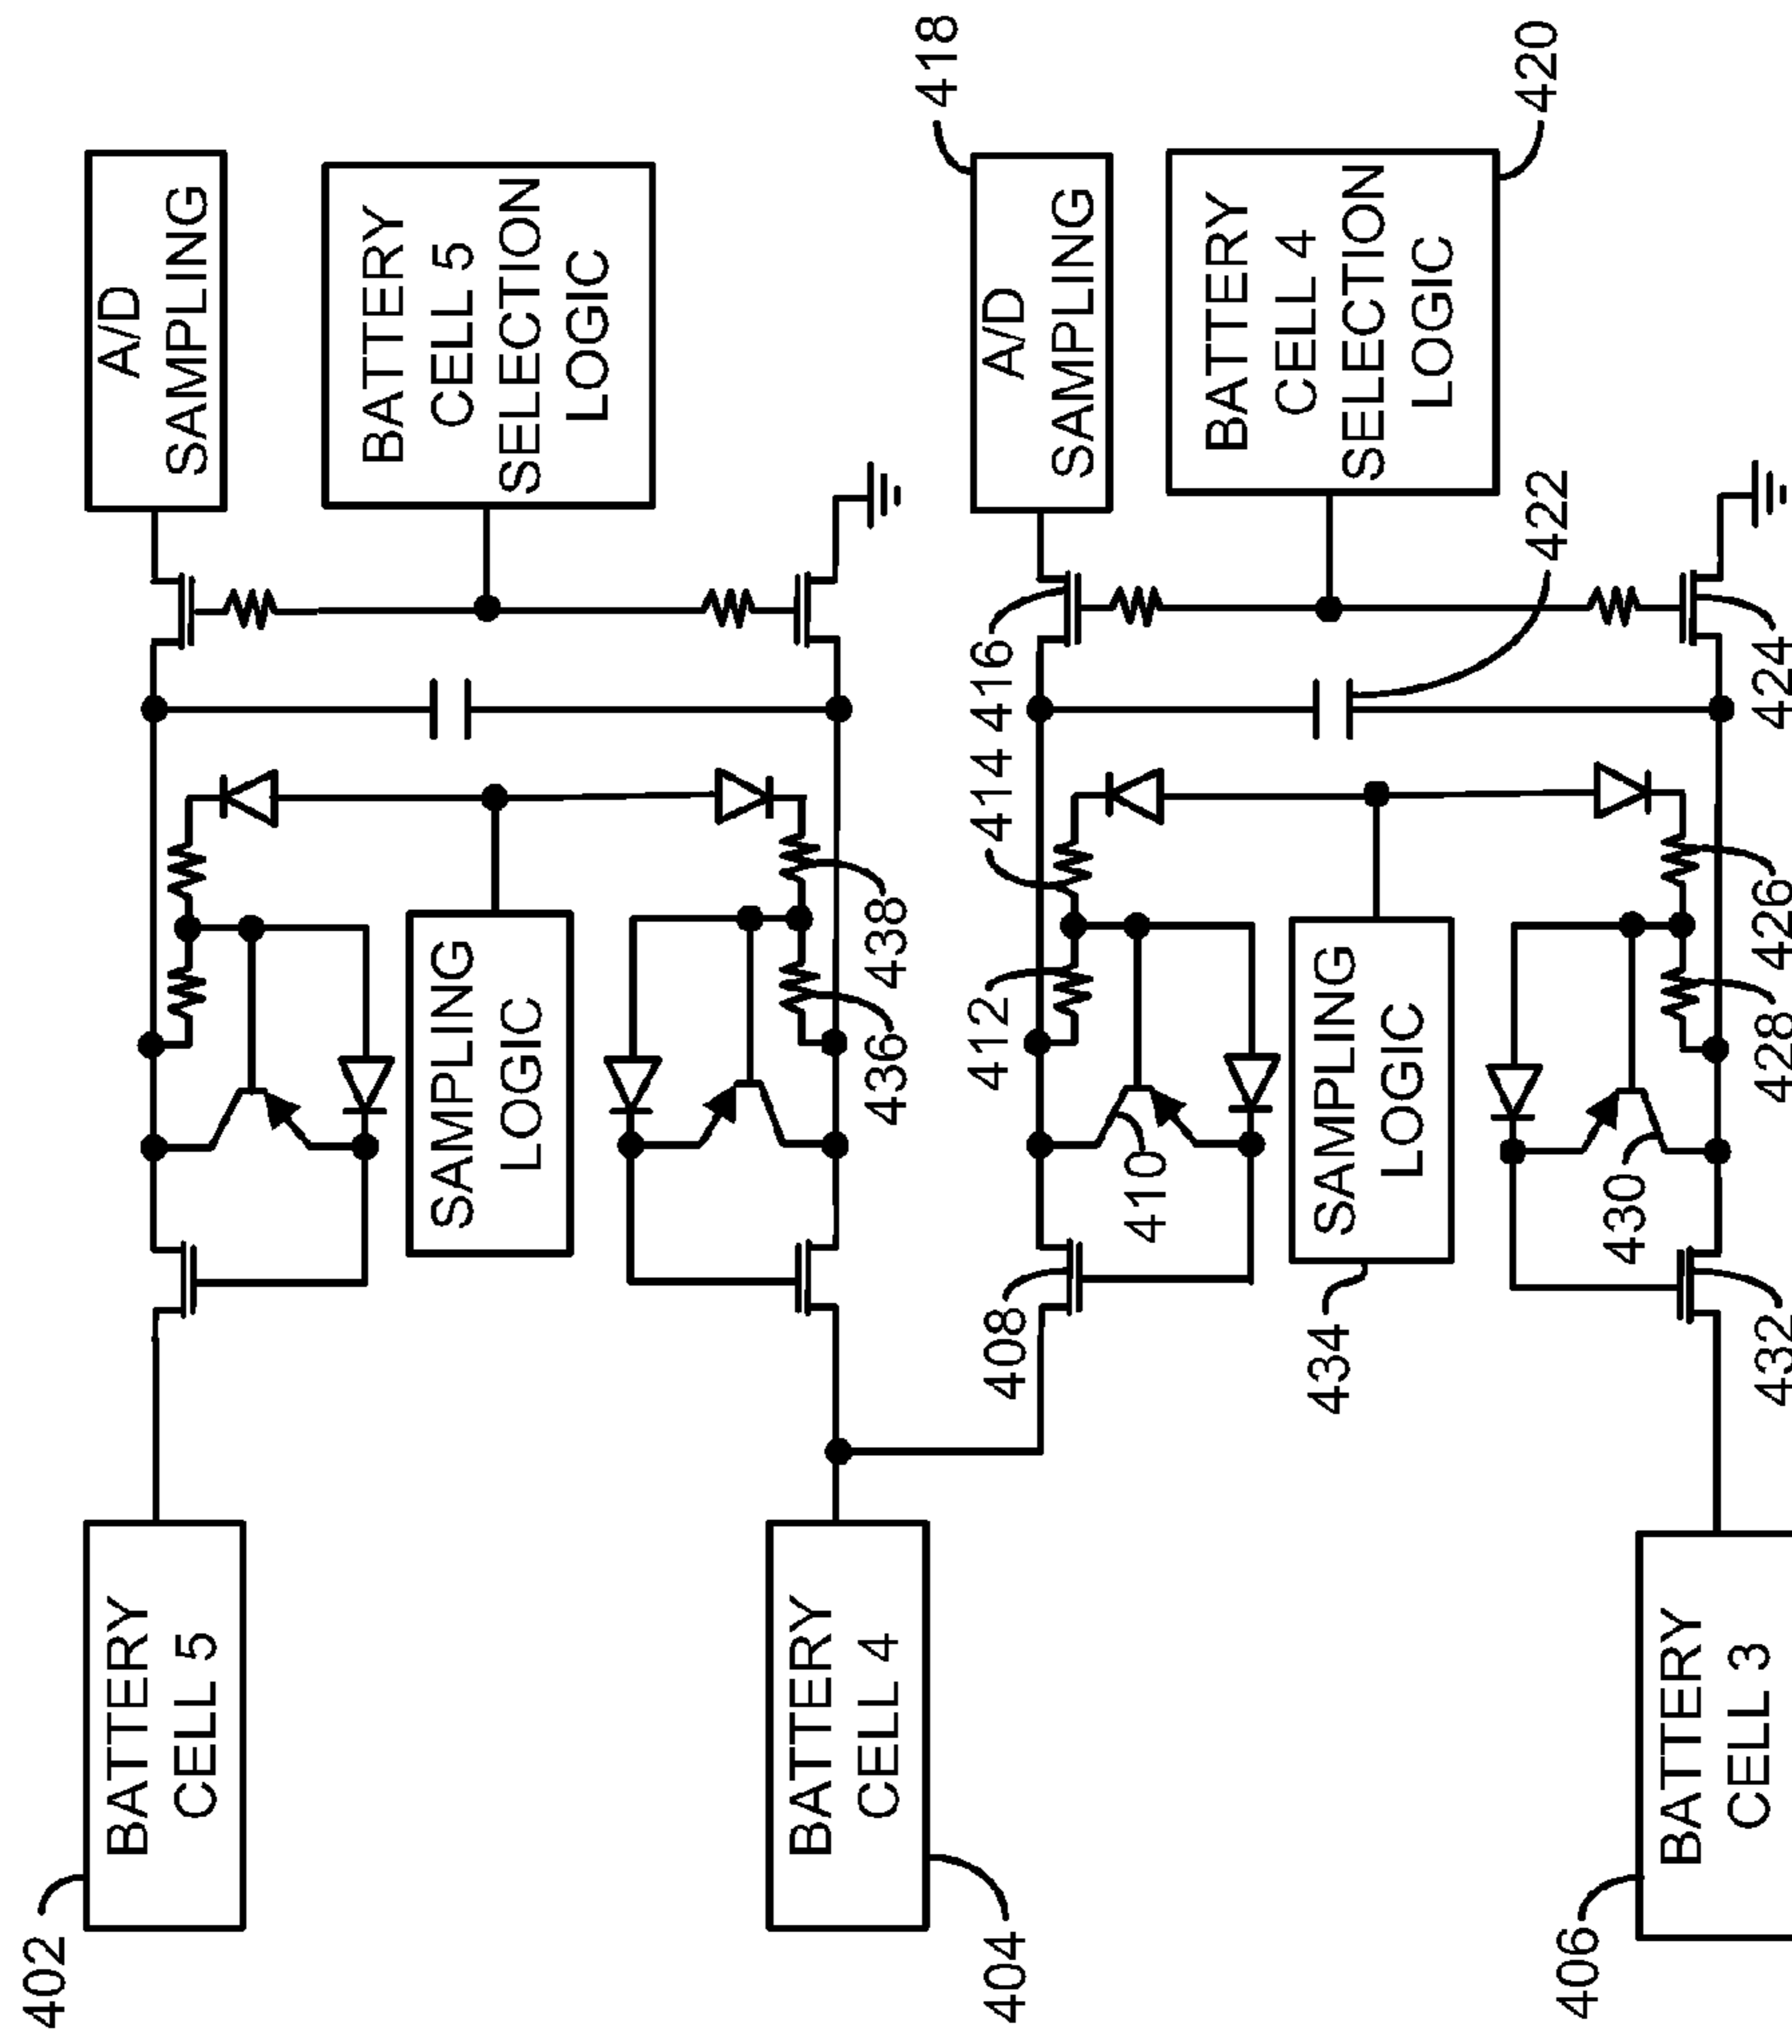 402
BATTERY
CELL 5
A/D
SAMPLING
BATTERY
CELL 5
SELECTION
LOGIC
SAMPLING
LOGIC
438
436
404
BATTERY
CELL 4
418
A/D
SAMPLING
416
414
412
408
410
BATTERY
CELL 4
SELECTION
LOGIC
420
422
SAMPLING
LOGIC
434
406
BATTERY
CELL 3
424
426
428
430
432